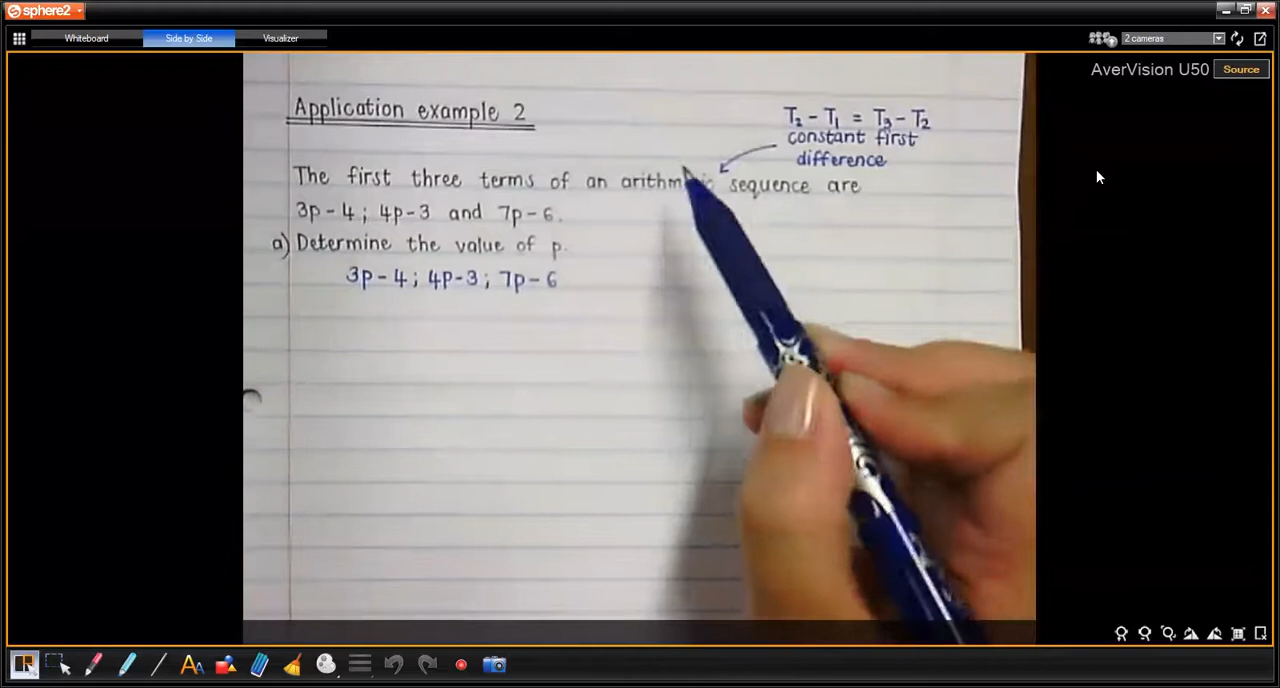 sphere2
Whiteboard
Side by Side
Visualizer
2 cameras
AverVision U50
Source
Application example 2
T₂ - T₁ = T₃ - T₂
constant first
difference
The first three terms of an sequence are
3p - 4 ; 4p - 3 and 7p - 6.
a) Determine the value of p.
3p - 4 ; 4p - 3 ; 7p - 6